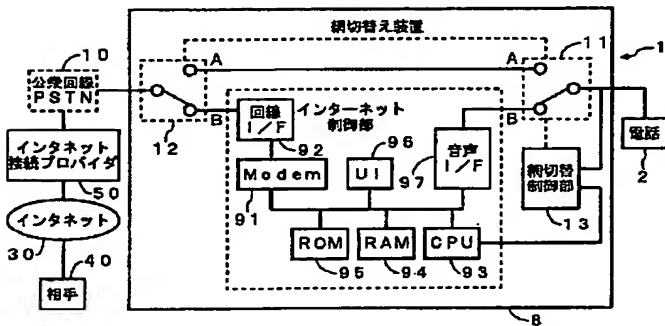 網切替え装置
10
公衆回線
PSTN
12
A
B
A
B
11
1
回線
I/F
92
インターネット
制御部
96
97
音声
I/F
Modem
91
UI
ROM
95
RAM
94
CPU
93
網切替
制御部
13
電話
2
インタネット
接続プロバイダ
50
インタネット
30
40
相手
8